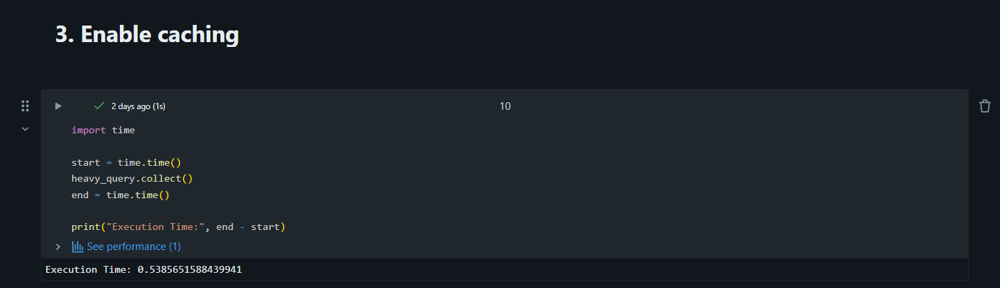 3. Enable caching
2 days ago (1s)
10
import time
start = time.time()
heavy_query.collect()
end = time.time()
print("Execution Time:", end - start)
See performance (1)
Execution Time: 0.5385651588439941